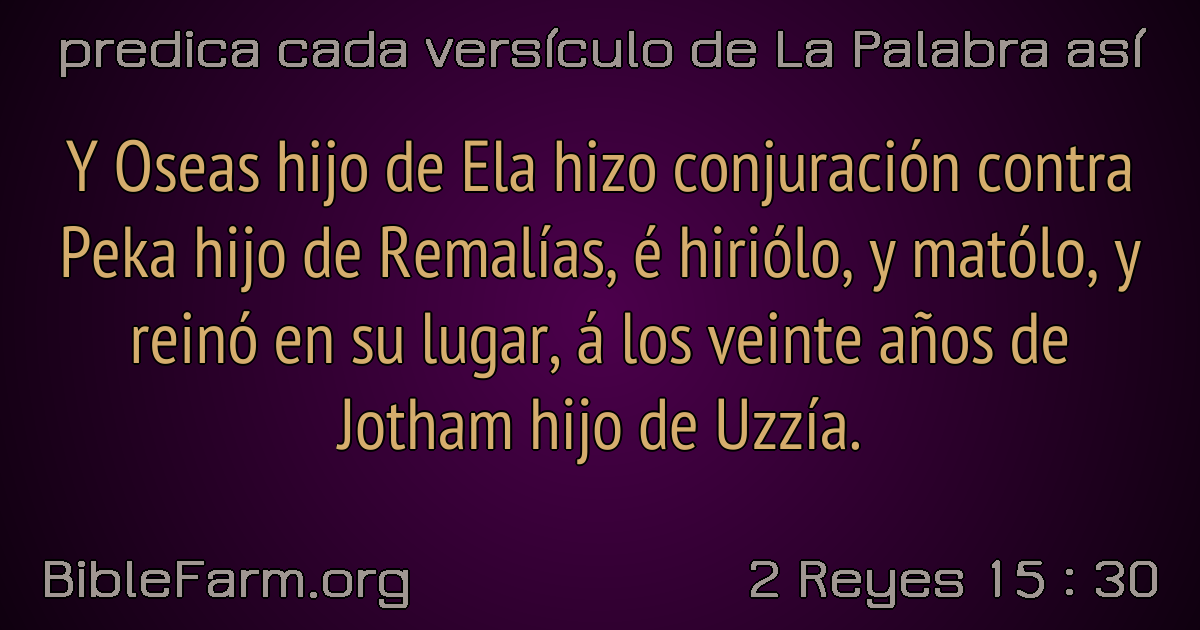 predica cada versículo de La Palabra así
Y Oseas hijo de Ela hizo conjuración contra
Peka hijo de Remalías, é hiriólo, y matólo, y
reinó en su lugar, á los veinte años de
Jotham hijo de Uzzía.
BibleFarm.org
2 Reyes 15 : 30